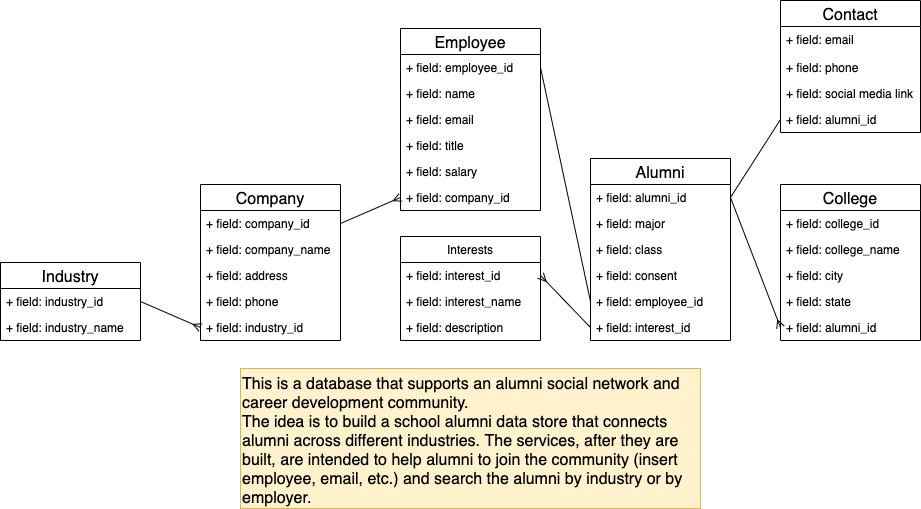 Industry
+ field: industry_id
+ field: industry_name
Company
+ field: company_id
+ field: company_name
+ field: address
+ field: phone
+ field: industry_id
Employee
+ field: employee_id
+ field: name
+ field: email
+ field: title
+ field: salary
+ field: company_id
Interests
+ field: interest_id
+ field: interest_name
+ field: description
Alumni
+ field: alumni_id
+ field: major
+ field: class
+ field: consent
+ field: employee_id
+ field: interest_id
Contact
+ field: email
+ field: phone
+ field: social media link
+ field: alumni_id
College
+ field: college_id
+ field: college_name
+ field: city
+ field: state
+ field: alumni_id
This is a database that supports an alumni social network and
career development community.
The idea is to build a school alumni data store that connects
alumni across different industries. The services, after they are
built, are intended to help alumni to join the community (insert
employee, email, etc.) and search the alumni by industry or by
employer.